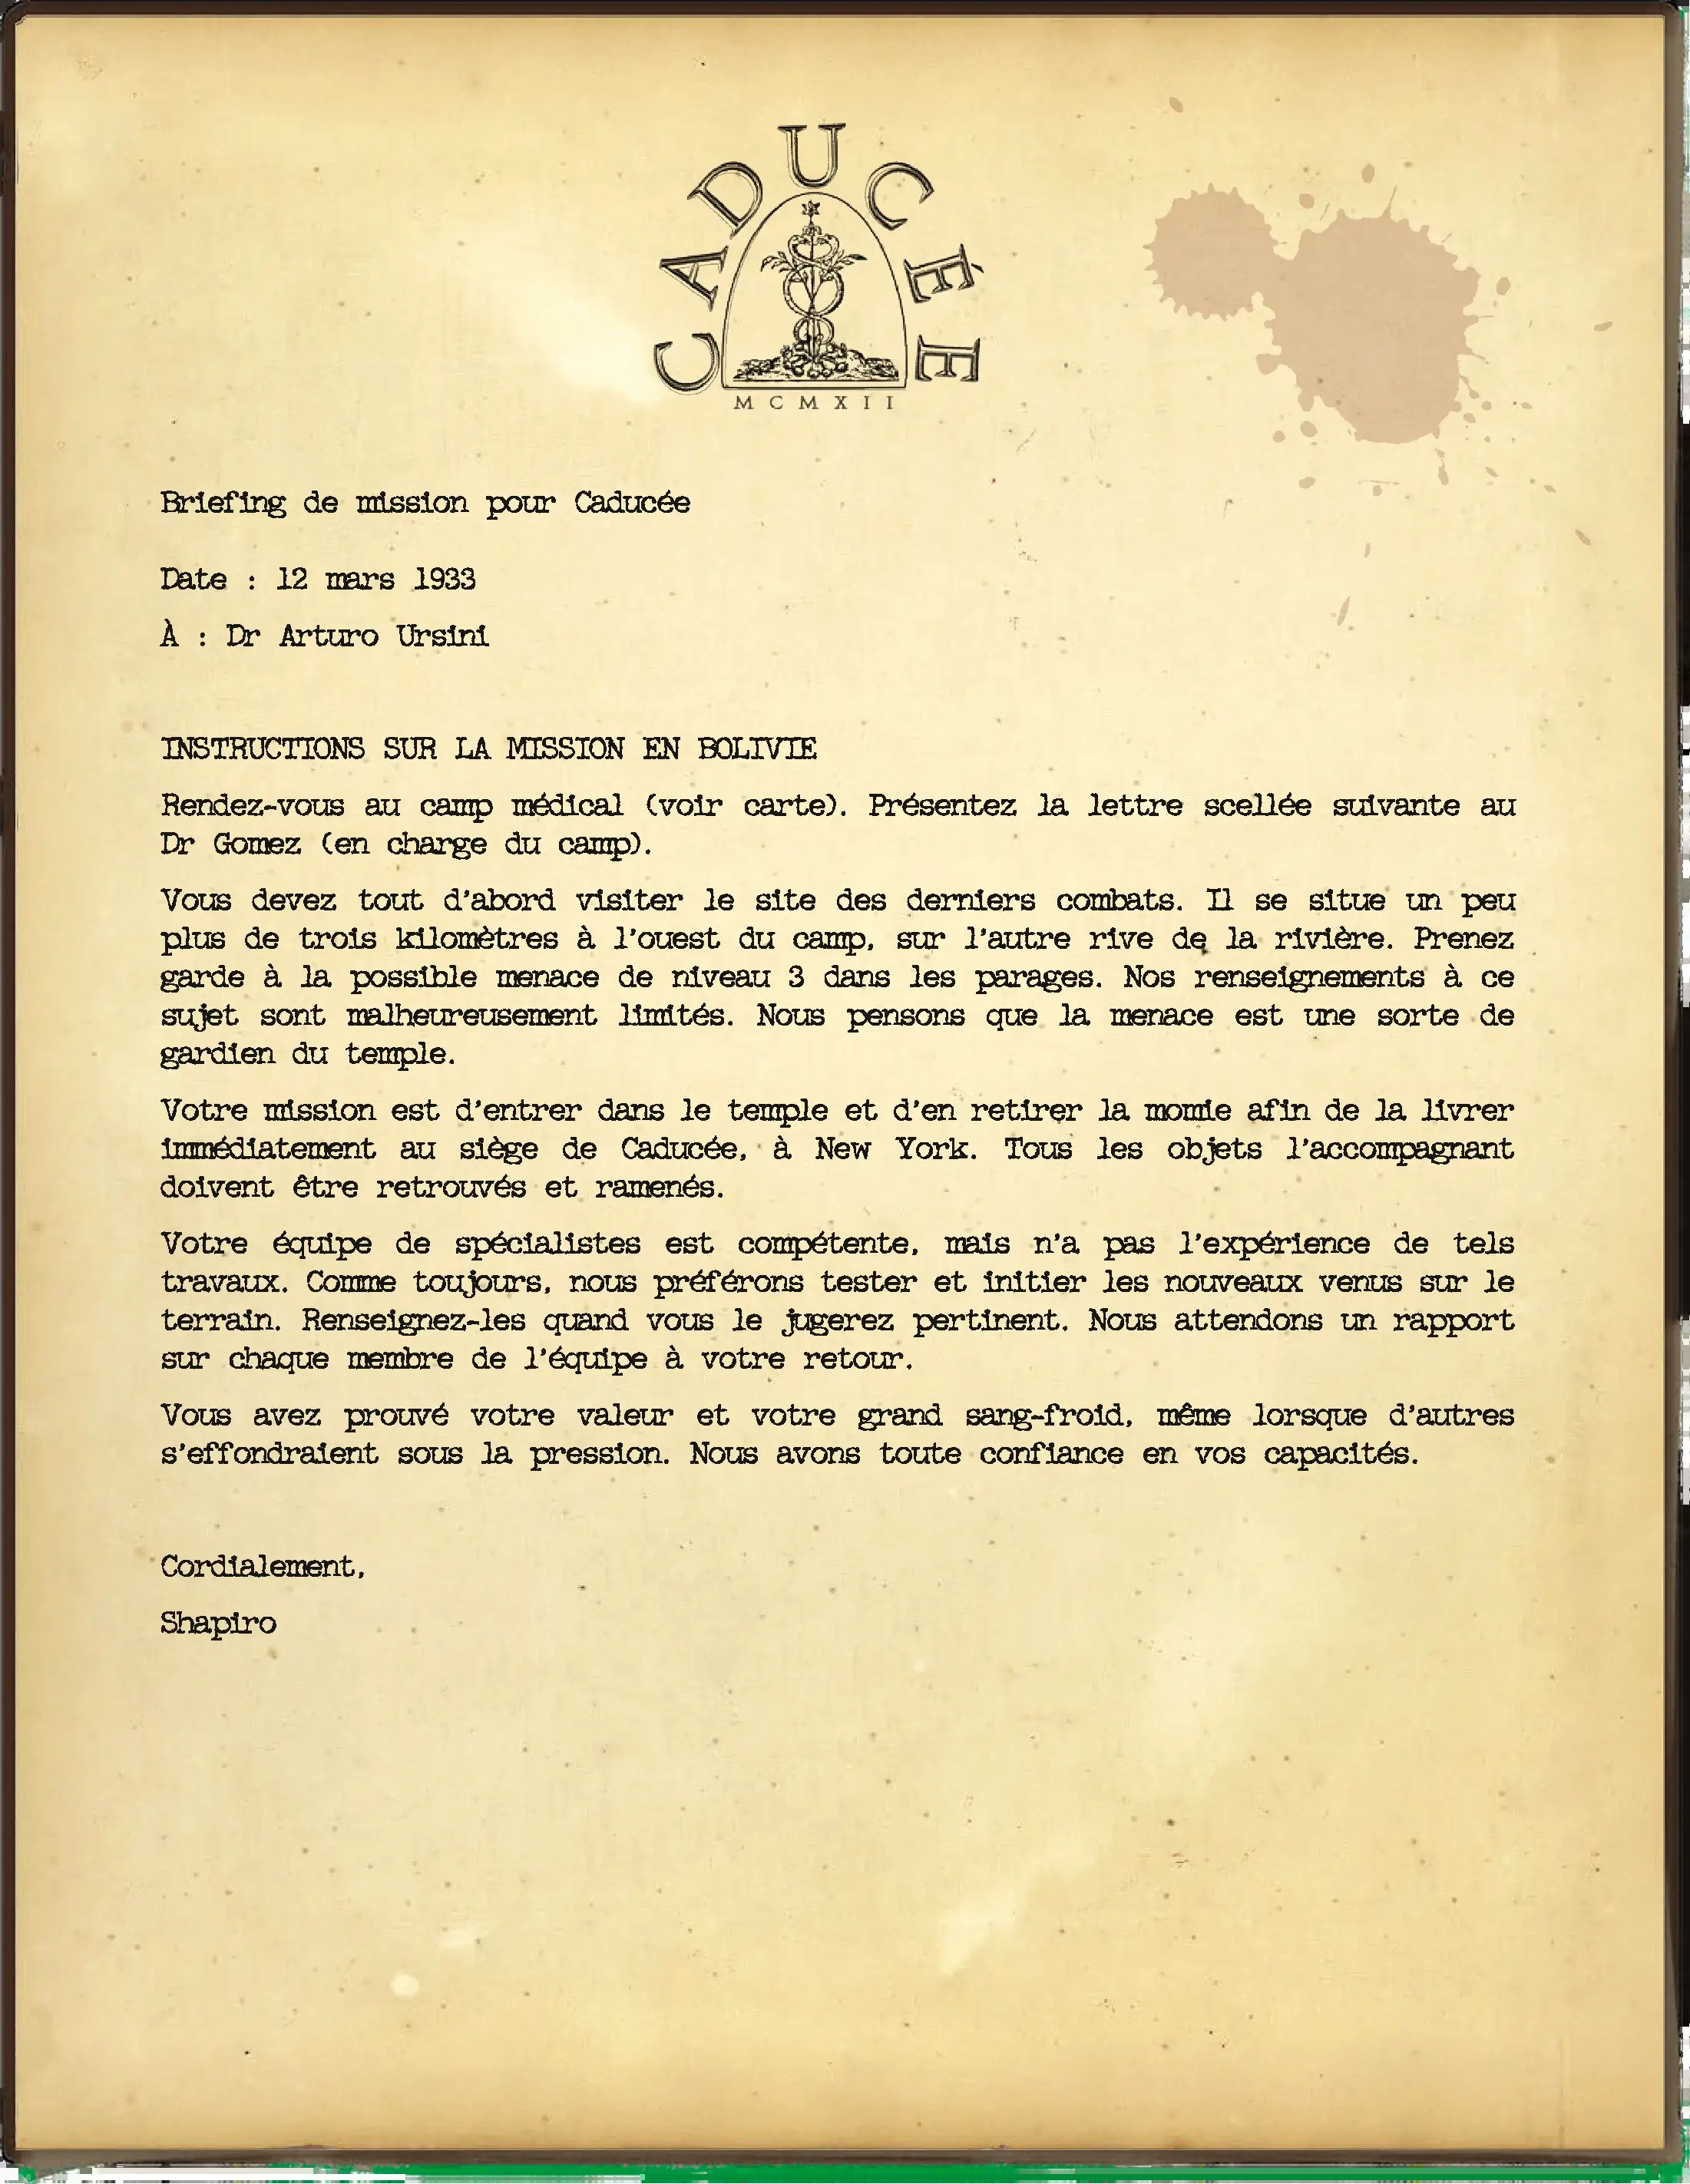 CADUCÉE
MCMXII
Briefing de mission pour Caducée
Date : 12 mars 1933
À : Dr Arturo Ursini
INSTRUCTIONS SUR LA MISSION EN BOLIVIE
Rendez-vous au camp médical (voir carte). Présentez la lettre scellée suivante au
Dr Gomez (en charge du camp).
Vous devez tout d'abord visiter le site des derniers combats. Il se situe un peu
plus de trois kilomètres à l'ouest du camp, sur l'autre rive de la rivière. Prenez
garde à la possible menace de niveau 3 dans les parages. Nos renseignements à ce
sujet sont malheureusement limités. Nous pensons que la menace est une sorte de
gardien du temple.
Votre mission est d'entrer dans le temple et d'en retirer la momie afin de la livrer
immédiatement au siège de Caducée, à New York. Tous les objets l'accompagnant
doivent être retrouvés et ramenés.
Votre équipe de spécialistes est compétente, mais n'a pas l'expérience de tels
travaux. Comme toujours, nous préférons tester et initier les nouveaux venus sur le
terrain. Renseignez-les quand vous le jugerez pertinent. Nous attendons un rapport
sur chaque membre de l'équipe à votre retour.
Vous avez prouvé votre valeur et votre grand sang-froid, même lorsque d'autres
s'effondraient sous la pression. Nous avons toute confiance en vos capacités.
Cordialement,
Shapiro